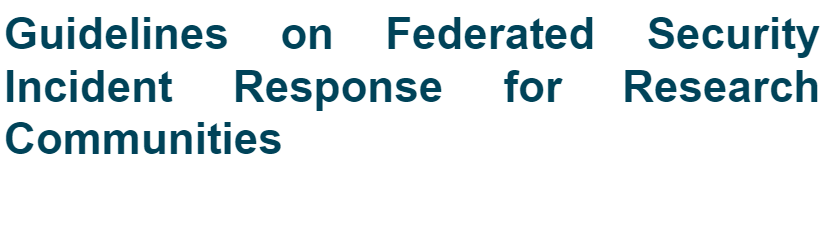 Guidelines on Federated Security
Incident Response for Research
Communities